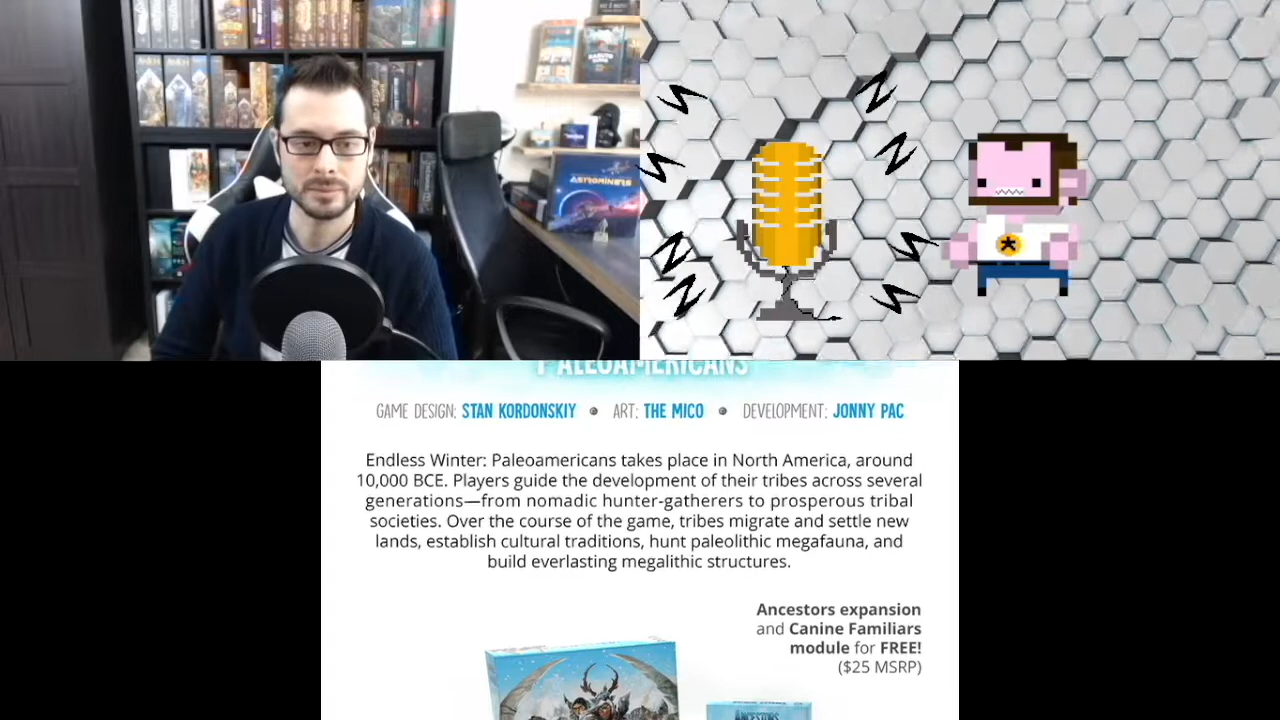 ASTROMINERS
PALEOAMERICANS
GAME DESIGN: STAN KORDONSKIY • ART: THE MICO • DEVELOPMENT: JONNY PAC
Endless Winter: Paleoamericans takes place in North America, around
10,000 BCE. Players guide the development of their tribes across several
generations—from nomadic hunter-gatherers to prosperous tribal
societies. Over the course of the game, tribes migrate and settle new
lands, establish cultural traditions, hunt paleolithic megafauna, and
build everlasting megalithic structures.
Ancestors expansion
and Canine Familiars
module for FREE!
($25 MSRP)
ANCESTORS